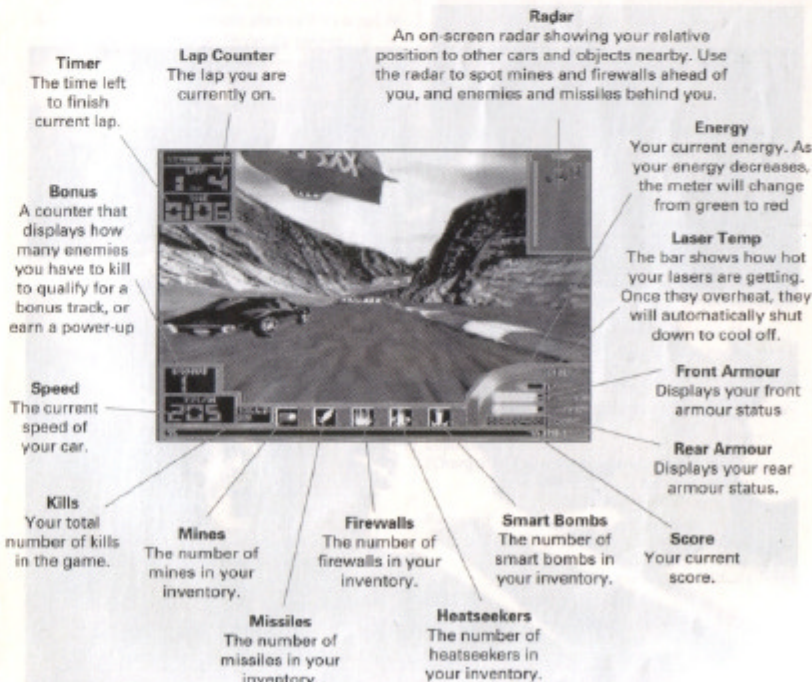 Radar
An on-screen radar showing your relative
position to other cars and objects nearby. Use
the radar to spot mines and firewalls ahead of
you, and enemies and missiles behind you.
Timer
The time left
to finish
current lap.
Lap Counter
The lap you are
currently on.
Energy
Your current energy. As
your energy decreases,
the meter will change
from green to red
Bonus
A counter that
displays how
many enemies
you have to kill
to qualify for a
bonus track, or
earn a power-up
Laser Temp
The bar shows how hot
your lasers are getting.
Once they overheat, they
will automatically shut
down to cool off.
Front Armour
Displays your front
armour status
Speed
The current
speed of
your car.
205
Rear Armour
Displays your rear
armour status.
Kills
Your total
number of kills
in the game.
Mines
The number of
mines in your
inventory.
Firewalls
The number of
firewalls in your
inventory.
Smart Bombs
The number of
smart bombs in
your inventory.
Score
Your current
score.
Missiles
The number of
missiles in your
inventory
Heatseekers
The number of
heatseekers in
your inventory.